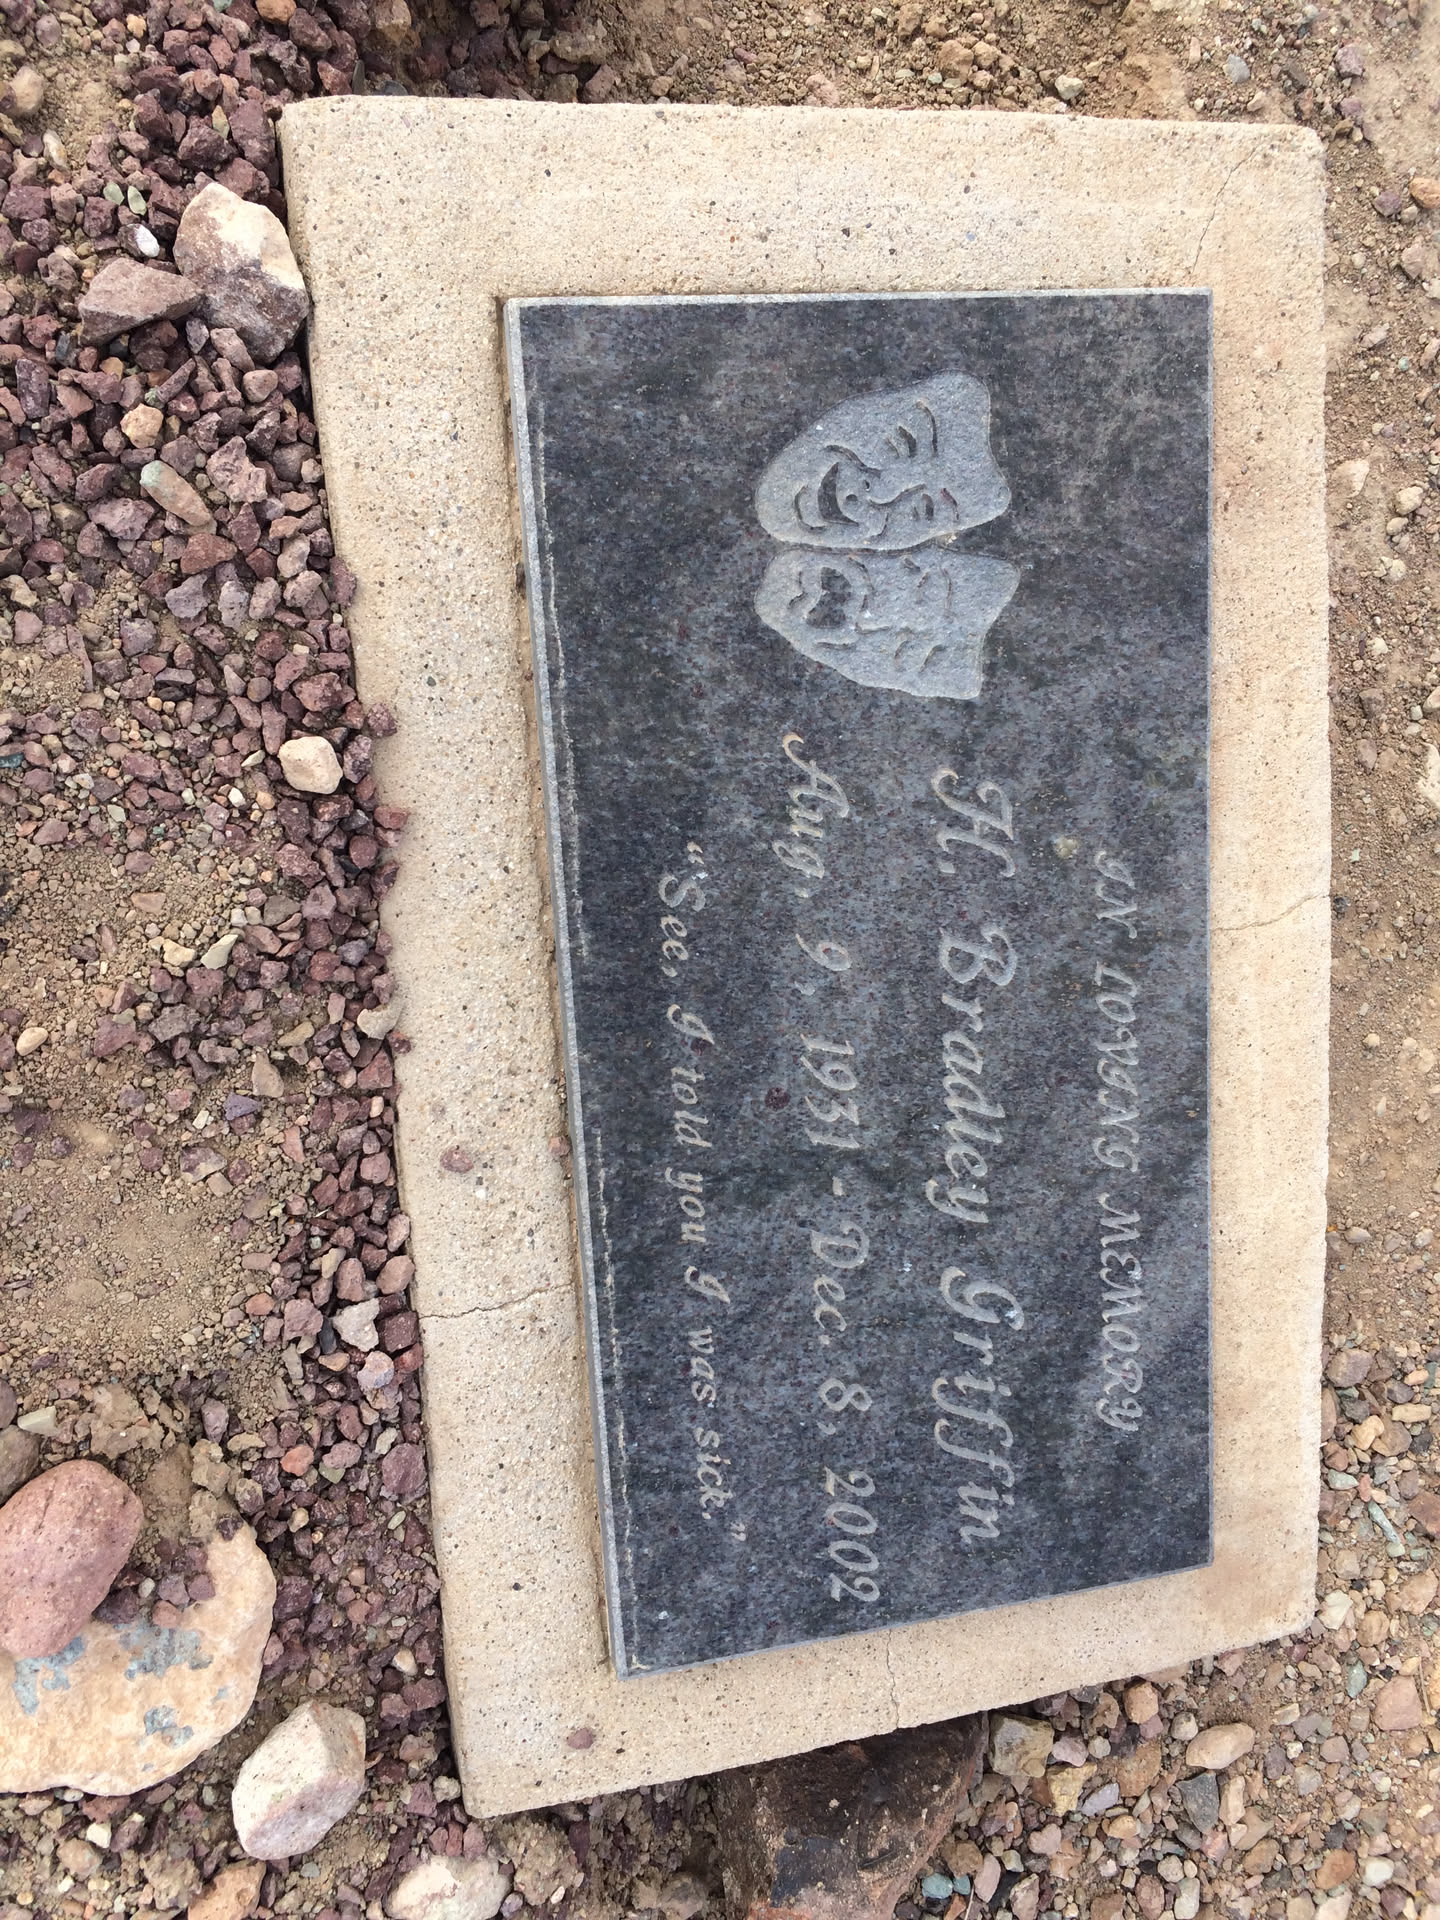 IN LOVING MEMORY
H. Bradley Griffin
Aug. 9, 1931 - Dec. 8, 2002
"See, I told you I was sick."